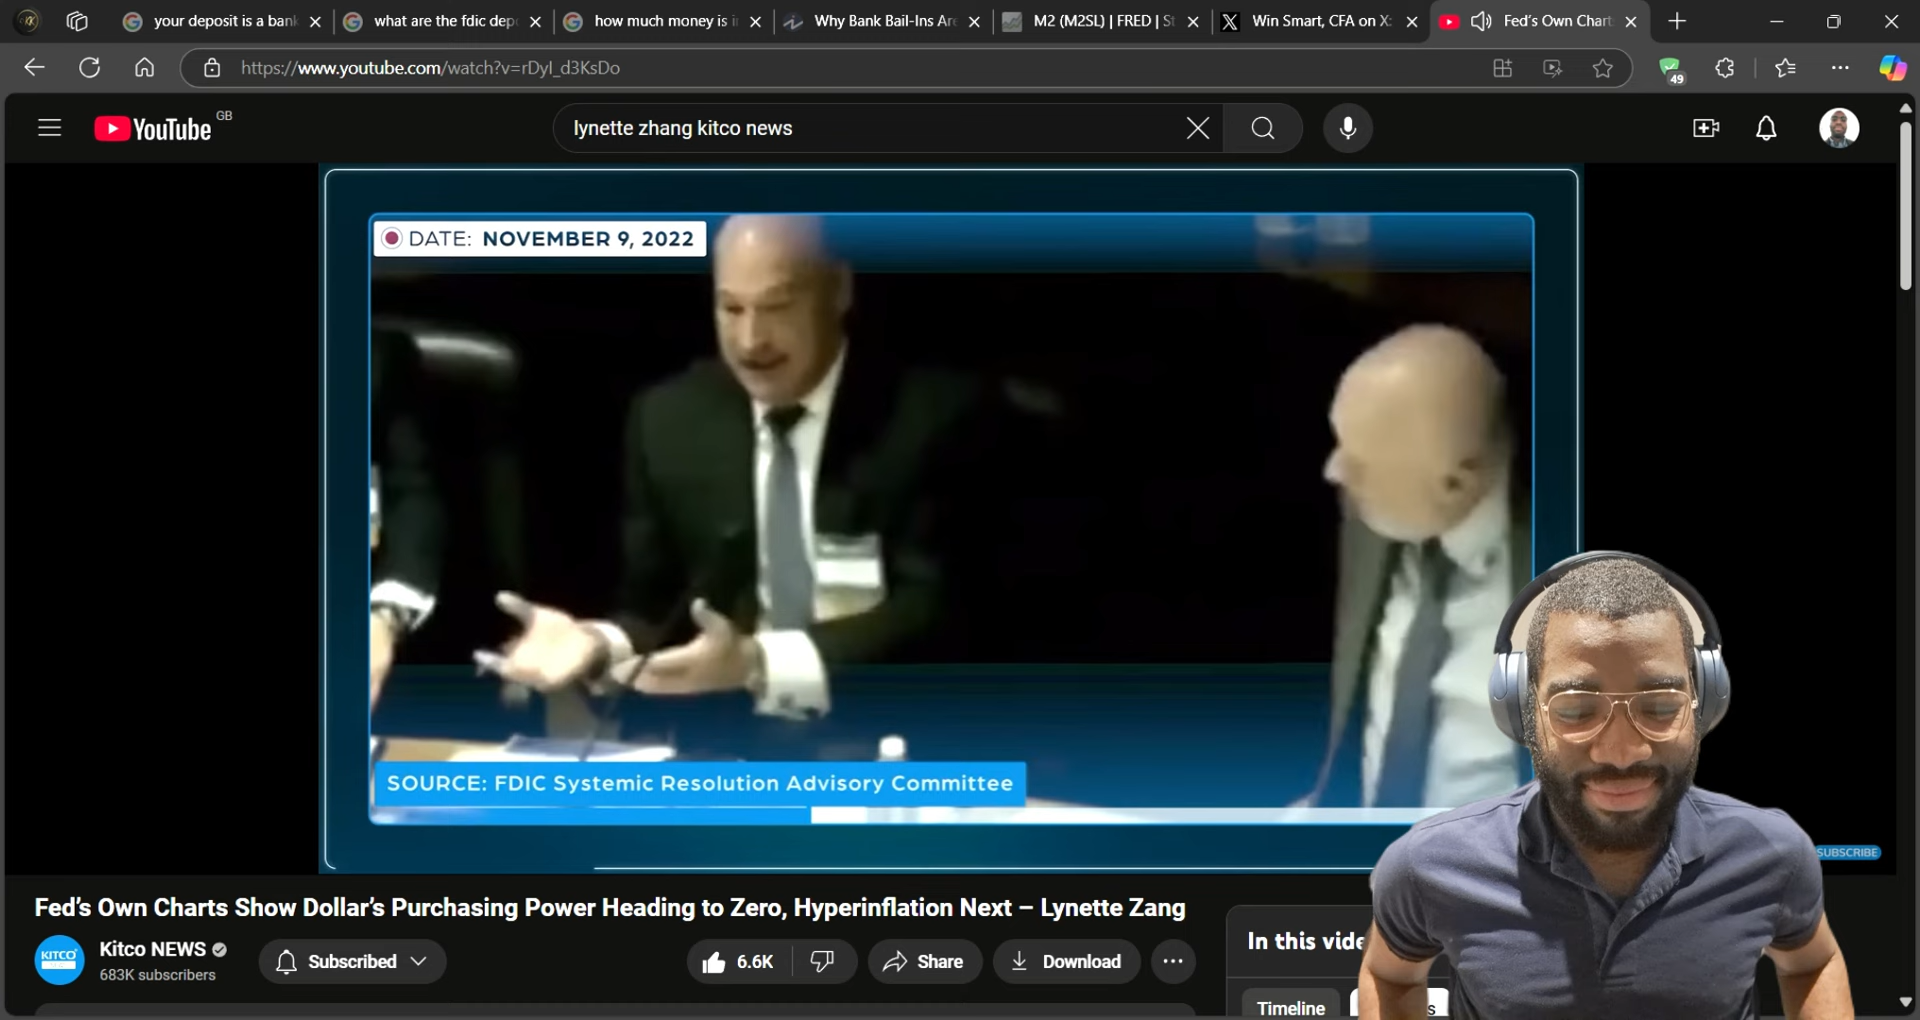 your deposit is a bank
what are the fdic dep
how much money is i
Why Bank Bail-Ins Are
M2 (M2SL) | FRED | St
Win Smart, CFA on X:
Fed's Own Chart
https://www.youtube.com/watch?v=rDyl_d3KsDo
49
YouTube GB
lynette zhang kitco news
DATE: NOVEMBER 9, 2022
SOURCE: FDIC Systemic Resolution Advisory Committee
SUBSCRIBE
Fed's Own Charts Show Dollar's Purchasing Power Heading to Zero, Hyperinflation Next – Lynette Zang
KITCO
NEWS
Kitco NEWS
683K subscribers
Subscribed
6.6K
Share
Download
In this vide
Timeline
s